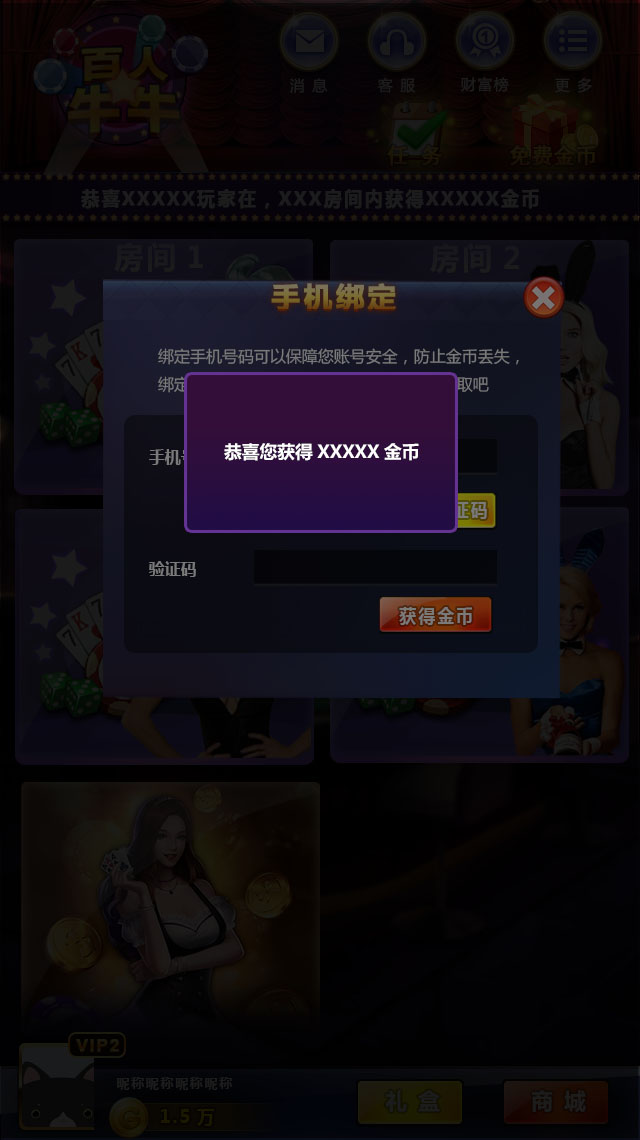 百人
牛牛
消息
客服
财富榜
更多
任务
免费金币
恭喜XXXXX玩家在，XXX房间内获得XXXXX金币
房间 1
房间 2
手机绑定
绑定手机号码可以保障您账号安全，防止金币丢失，
绑定
取吧
手机
恭喜您获得 XXXXX 金币
证码
验证码
获得金币
VIP2
昵称昵称昵称昵称
1.5 万
礼盒
商城